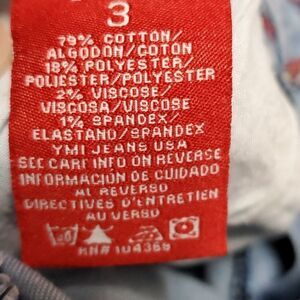 3
79% COTTON/
ALGODON/COTON
18% POLYESTER/
POLIESTER/POLYESTER
2% VISCOSE/
VISCOSA/VISCOSE
1% SPANDEX/
ELASTANO/SPANDEX
YMI JEANS USA
SEE CARE INFO ON REVERSE
INFORMACIÓN DE CUIDADO
AL REVERSO
DIRECTIVES D'ENTRETIEN
AU VERSO
RN# 104369